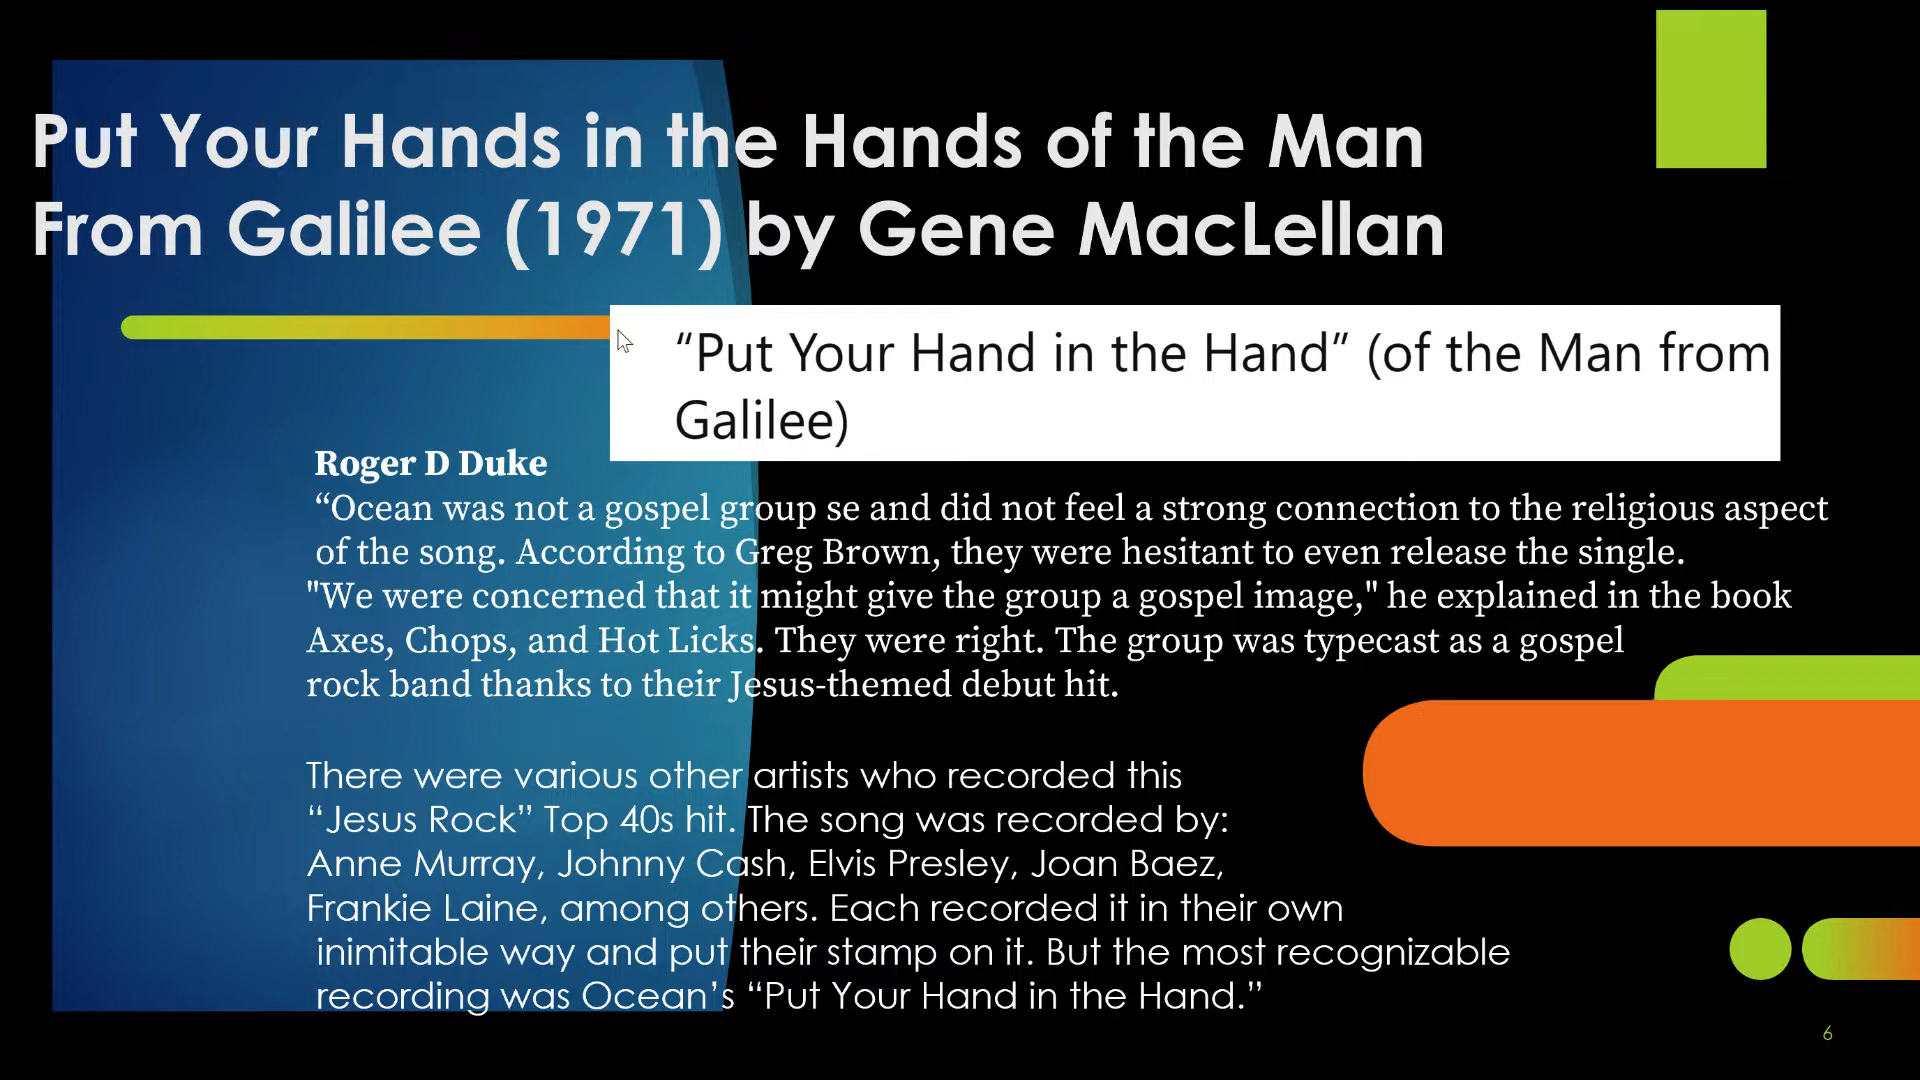 Put Your Hands in the Hands of the Man
From Galilee (1971) by Gene MacLellan
“Put Your Hand in the Hand” (of the Man from
Galilee)
Roger D Duke
“Ocean was not a gospel group se and did not feel a strong connection to the religious aspect
of the song. According to Greg Brown, they were hesitant to even release the single.
"We were concerned that it might give the group a gospel image," he explained in the book
Axes, Chops, and Hot Licks. They were right. The group was typecast as a gospel
rock band thanks to their Jesus-themed debut hit.
There were various other artists who recorded this
“Jesus Rock” Top 40s hit. The song was recorded by:
Anne Murray, Johnny Cash, Elvis Presley, Joan Baez,
Frankie Laine, among others. Each recorded it in their own
inimitable way and put their stamp on it. But the most recognizable
recording was Ocean’s “Put Your Hand in the Hand.”
6